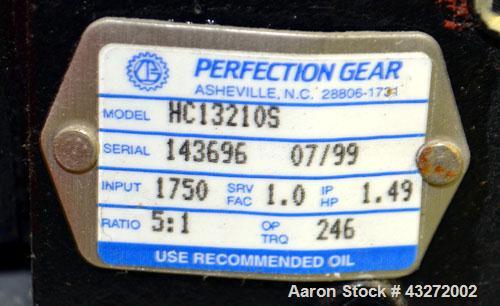 PERFECTION GEAR
ASHEVILLE, N.C. 28806-1731
MODEL HC13210S
SERIAL 143696 07/99
INPUT 1750 SRV FAC 1.0 IP HP 1.49
RATIO 5:1 OP TRQ 246
USE RECOMMENDED OIL
Aaron Stock # 43272002